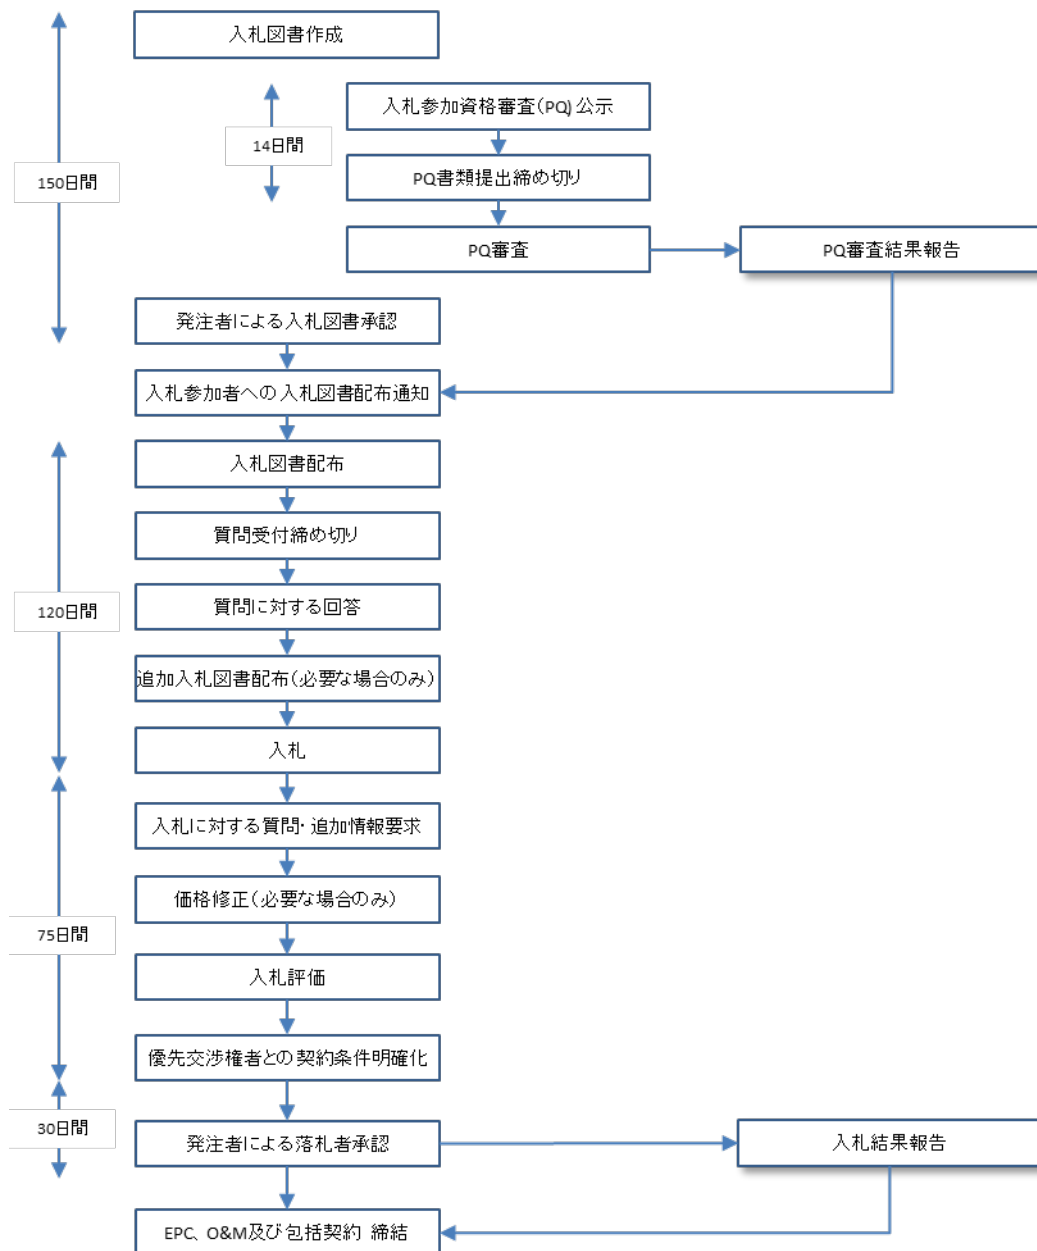 入札図書作成
入札参加資格審査(PQ)公示
14日間
PQ書類提出締め切り
150日間
PQ審査
PQ審査結果報告
発注者による入札図書承認
入札参加者への入札図書配布通知
入札図書配布
質問受付締め切り
質問に対する回答
120日間
追加入札図書配布(必要な場合のみ)
入札
入札に対する質問・追加情報要求
価格修正(必要な場合のみ)
75日間
入札評価
優先交渉権者との契約条件明確化
30日間
発注者による落札者承認
入札結果報告
EPC、O&M及び包括契約 締結